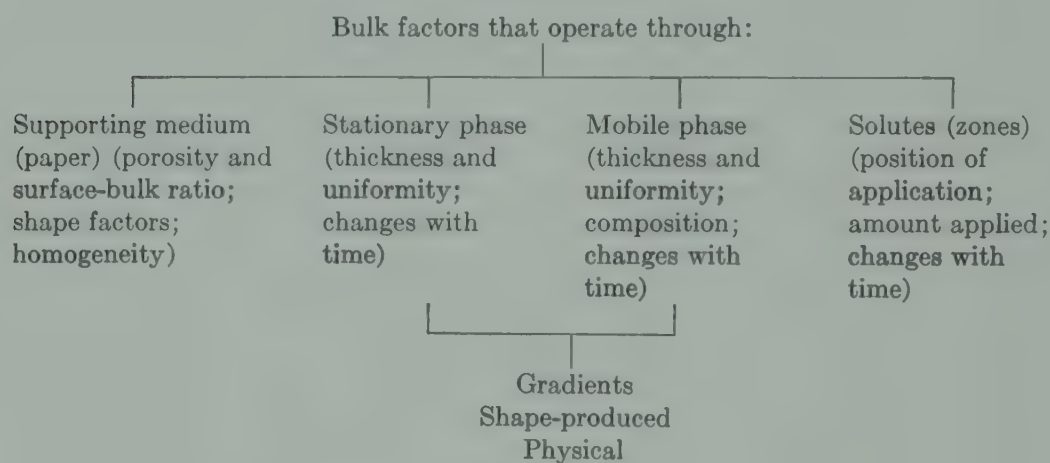 Bulk factors that operate through:
Supporting medium
(paper) (porosity and
surface-bulk ratio;
shape factors;
homogeneity)
Stationary phase
(thickness and
uniformity;
changes with
time)
Mobile phase
(thickness and
uniformity;
composition;
changes with
time)
Solutes (zones)
(position of
application;
amount applied;
changes with
time)
Gradients
Shape-produced
Physical